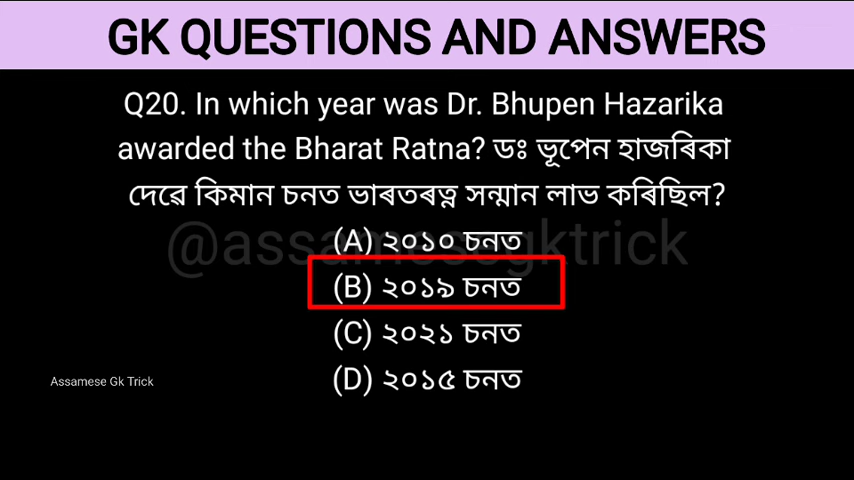 GK QUESTIONS AND ANSWERS
Q20. In which year was Dr. Bhupen Hazarika
awarded the Bharat Ratna? ডঃ ভূপেন হাজৰিকা
দেৱে কিমান চনত ভাৰতৰত্ন সন্মান লাভ কৰিছিল?
@assamesegktrick
(A) ২০১০ চনত
(B) ২০১৯ চনত
(C) ২০২১ চনত
(D) ২০১৫ চনত
Assamese Gk Trick